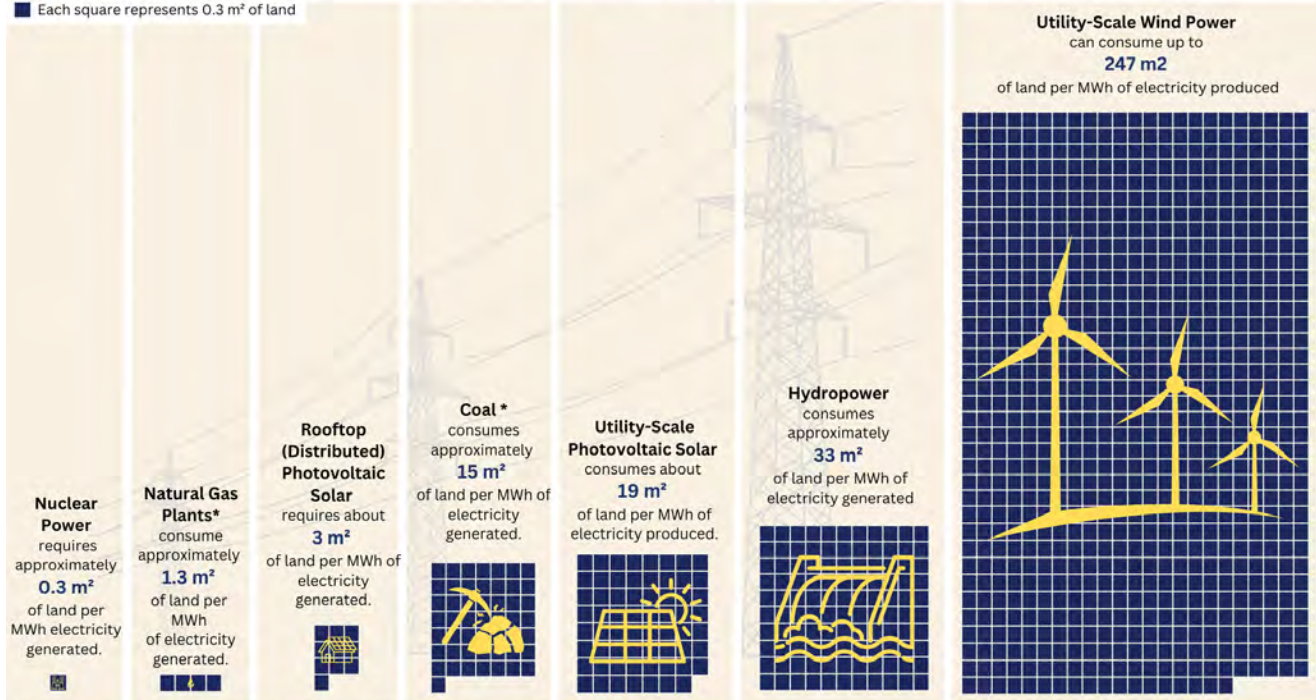 Each square represents 0.3 m² of land
Nuclear
Power
requires
approximately
0.3 m²
of land per
MWh electricity
generated.
Natural Gas
Plants*
consume
approximately
1.3 m²
of land per
MWh
of electricity
generated.
Rooftop
(Distributed)
Photovoltaic
Solar
requires about
3 m²
of land per MWh of
electricity
generated.
Coal *
consumes
approximately
15 m²
of land per MWh of
electricity
generated.
Utility-Scale
Photovoltaic Solar
consumes about
19 m²
of land per MWh of
electricity produced.
Hydropower
consumes
approximately
33 m²
of land per MWh of
electricity generated
Utility-Scale Wind Power
can consume up to
247 m2
of land per MWh of electricity produced